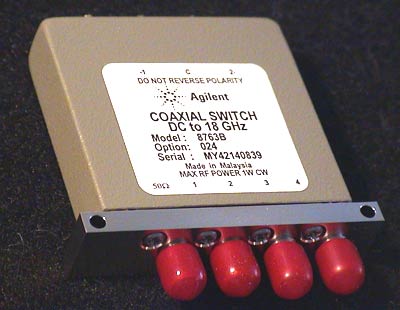 -1 C 2-
DO NOT REVERSE POLARITY
Agilent
COAXIAL SWITCH
DC to 18 GHz
Model : 8763B
Option: 024
Serial : MY42140839
Made in Malaysia
MAX RF POWER 1W CW
50Ω 1 2 3 4